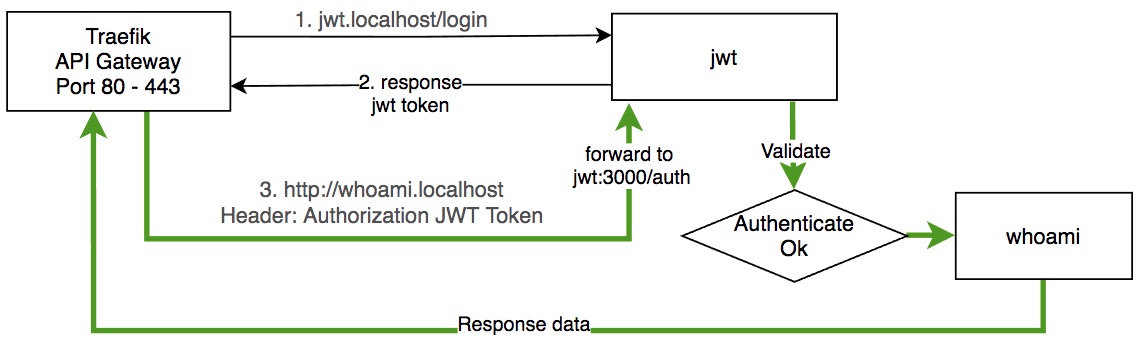 Traefik
API Gateway
Port 80 - 443
1. jwt.localhost/login
jwt
2. response
jwt token
3. http://whoami.localhost
Header: Authorization JWT Token
forward to
jwt:3000/auth
Validate
Authenticate
Ok
whoami
Response data